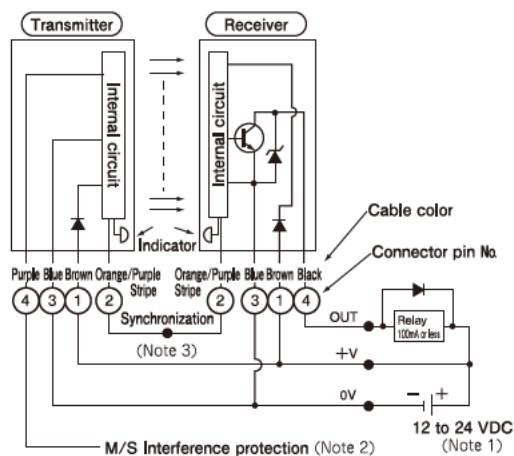 Transmitter
Receiver
Internal circuit
Internal circuit
Indicator
Cable color
Connector pin No.
Purple Blue Brown Orange/Purple Stripe
Orange/Purple Stripe Blue Brown Black
4 3 1 2
2 3 1 4
Synchronization
(Note 3)
OUT
Relay
100mA or less
+V
0V
- +
12 to 24 VDC
(Note 1)
M/S Interference protection (Note 2)